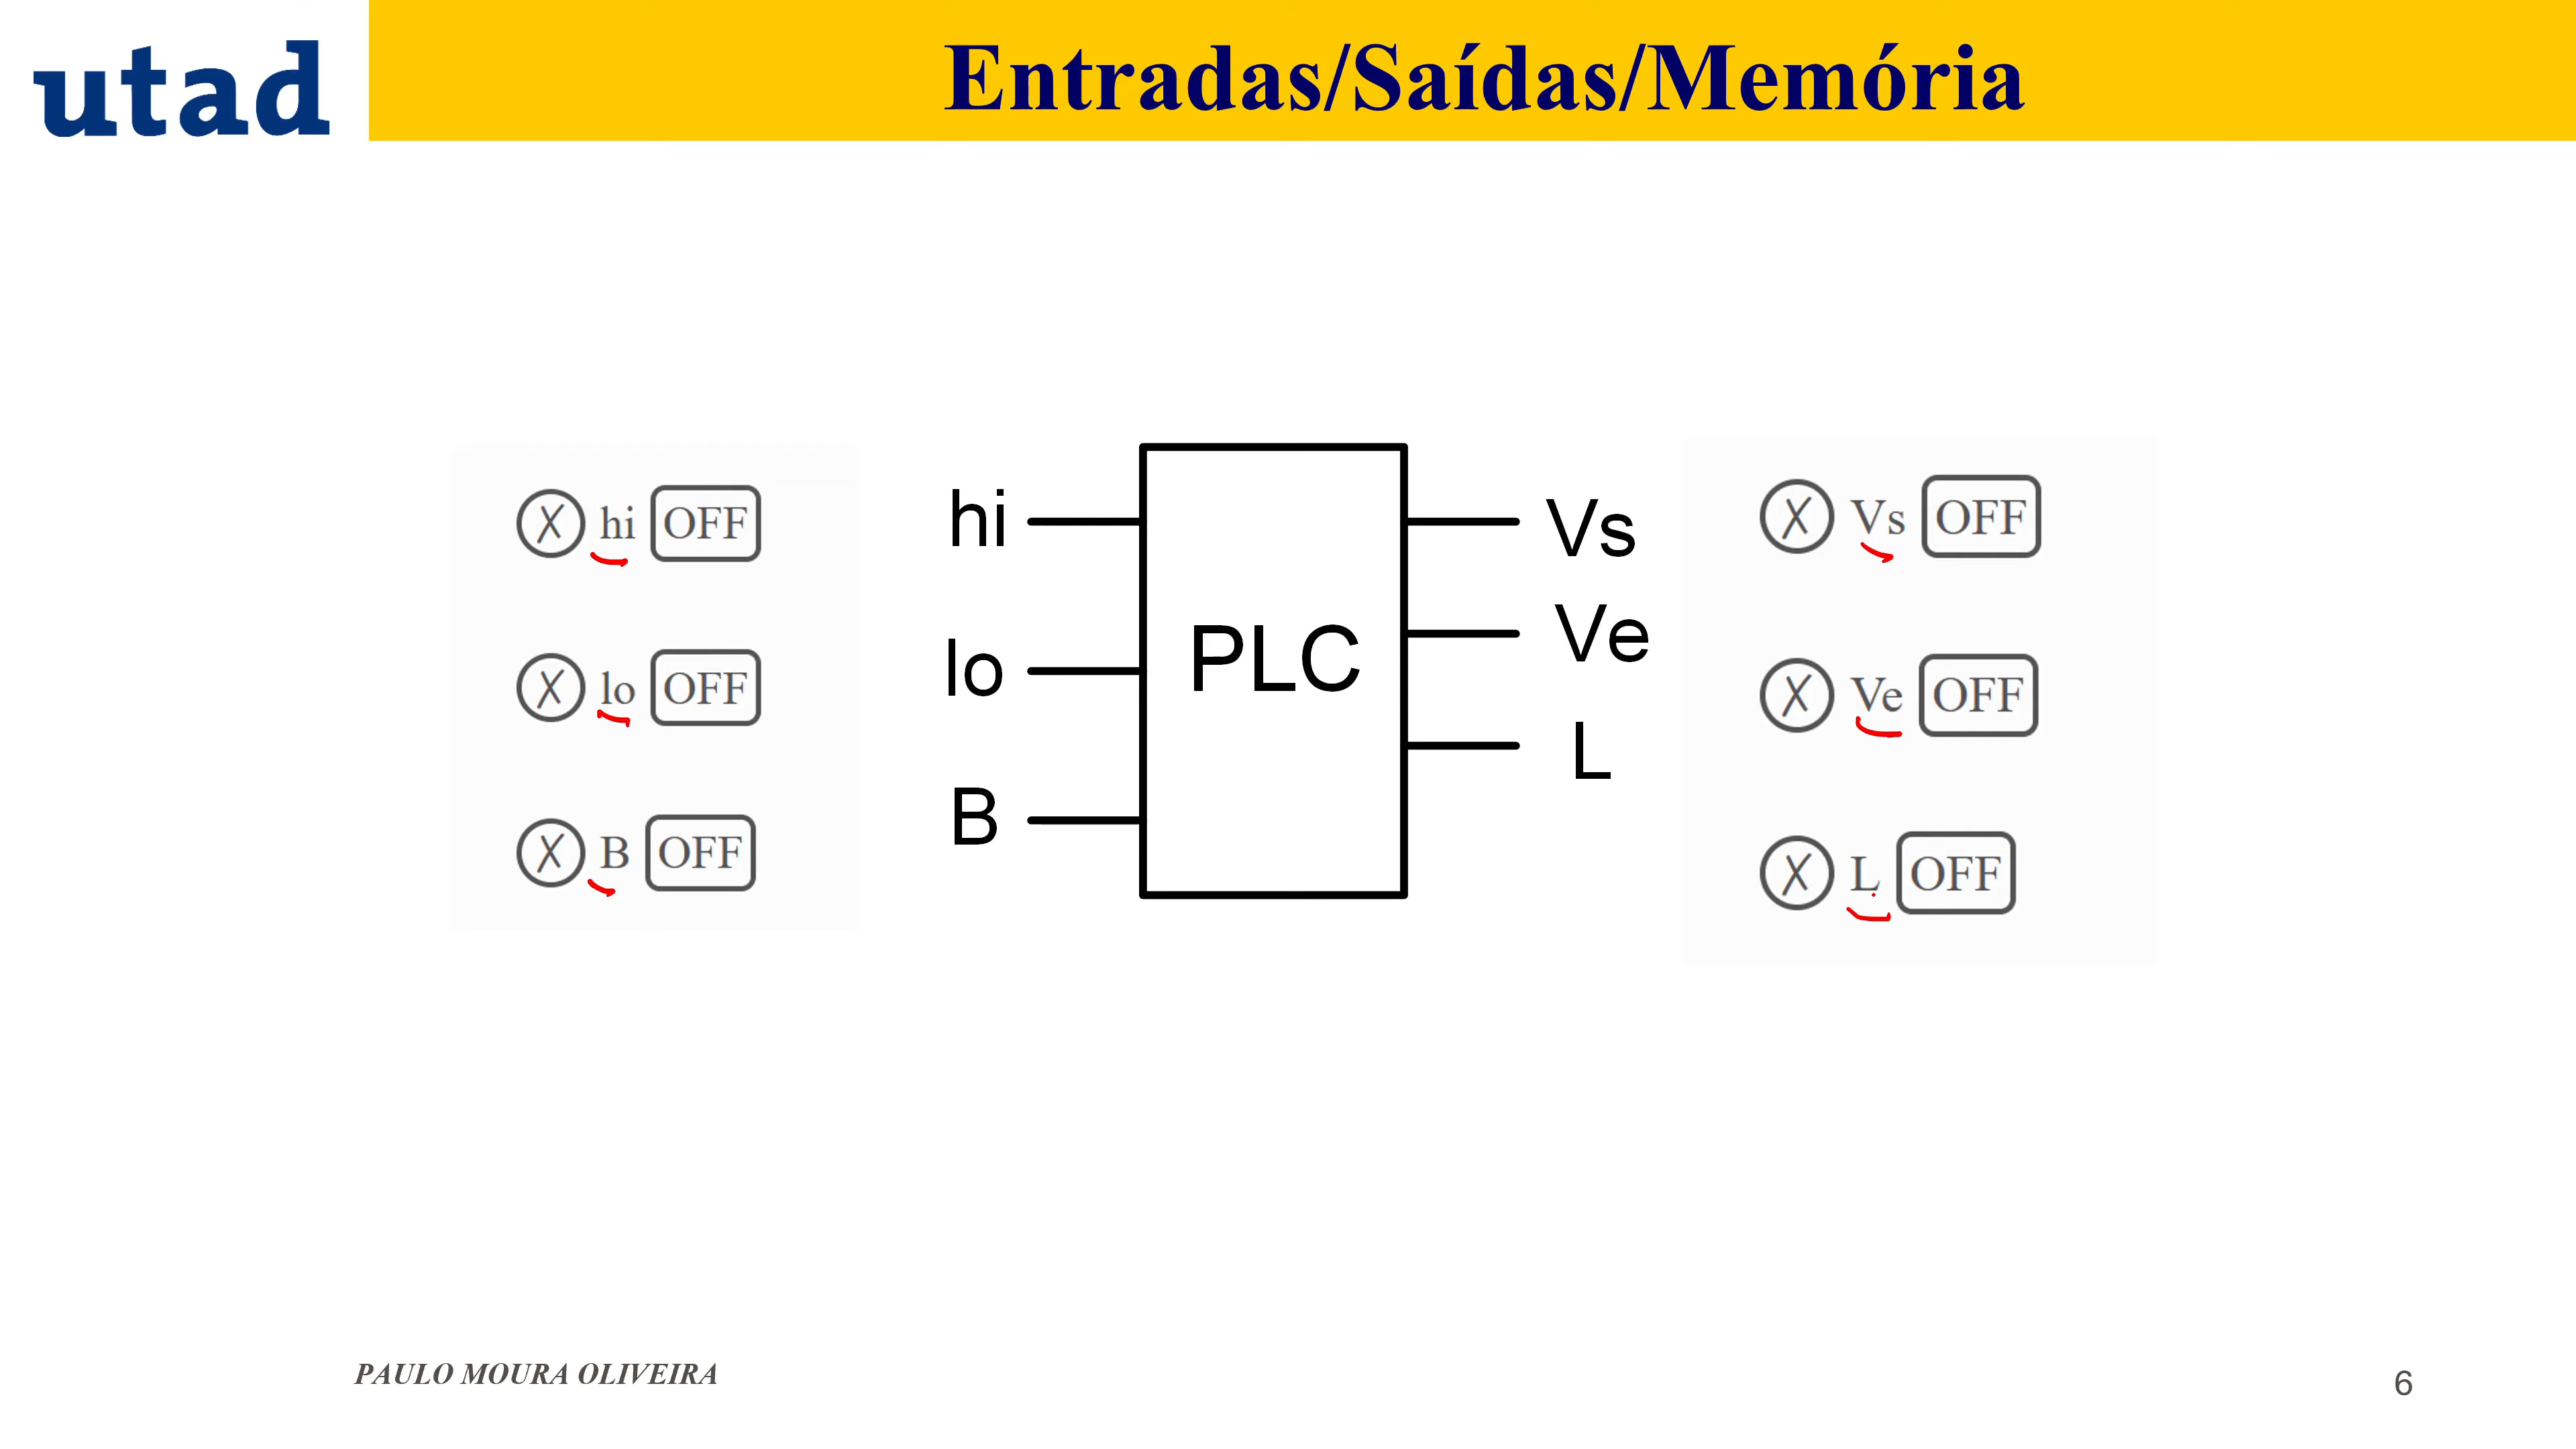 utad
Entradas/Saídas/Memória
X hi OFF
X lo OFF
X B OFF
hi
lo
B
PLC
Vs
Ve
L
X Vs OFF
X Ve OFF
X L OFF
PAULO MOURA OLIVEIRA
6